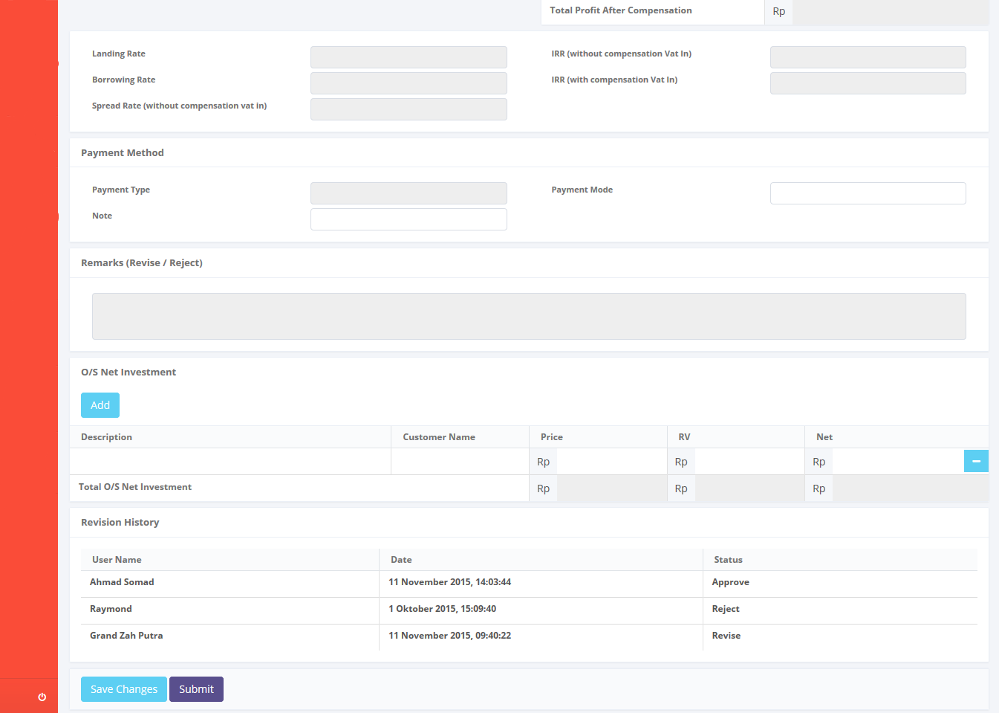 Total Profit After Compensation Rp
Landing Rate IRR (without compensation Vat In)
Borrowing Rate IRR (with compensation Vat In)
Spread Rate (without compensation vat in)
Payment Method
Payment Type Payment Mode
Note
Remarks (Revise / Reject)
O/S Net Investment
Add
Description Customer Name Price RV Net
Rp Rp Rp
Total O/S Net Investment Rp Rp Rp
Revision History
User Name Date Status
Ahmad Somad 11 November 2015, 14:03:44 Approve
Raymond 1 Oktober 2015, 15:09:40 Reject
Grand Zah Putra 11 November 2015, 09:40:22 Revise
Save Changes Submit